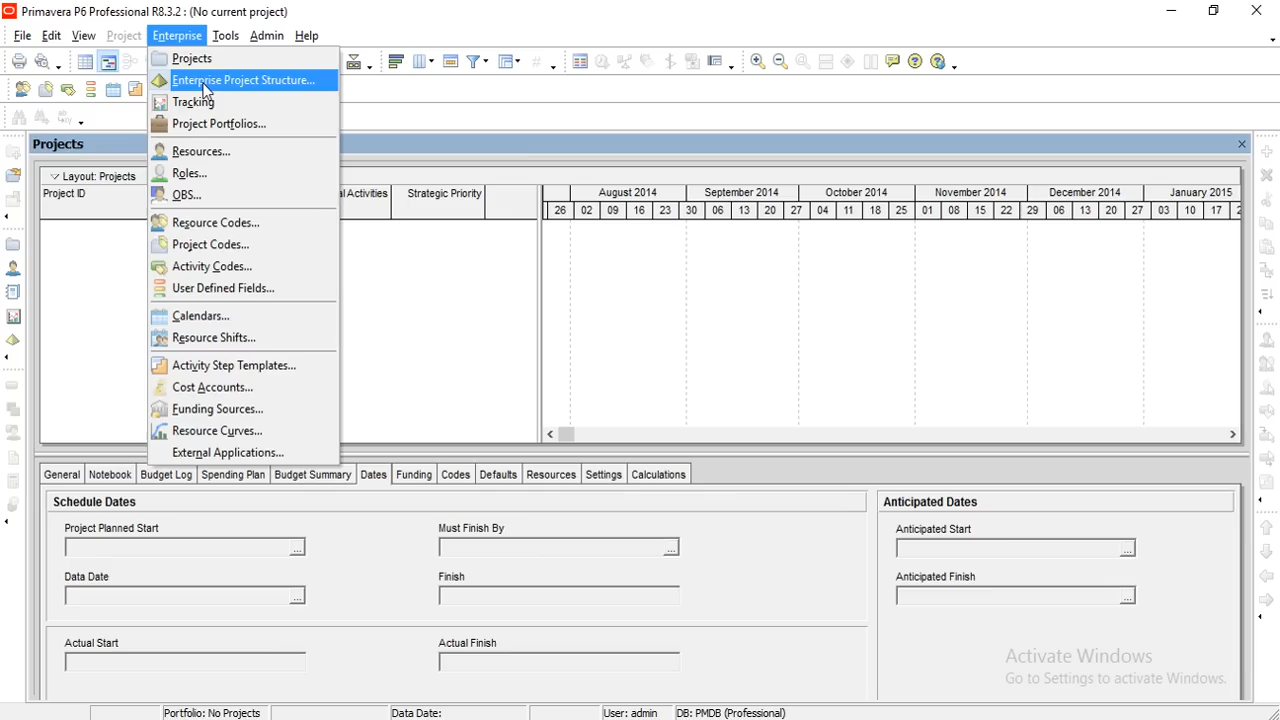 Primavera P6 Professional R8.3.2 : (No current project)
File Edit View Project Enterprise Tools Admin Help
Projects
Enterprise Project Structure...
Tracking
Project Portfolios...
Resources...
Roles...
OBS...
Resource Codes...
Project Codes...
Activity Codes...
User Defined Fields...
Calendars...
Resource Shifts...
Activity Step Templates...
Cost Accounts...
Funding Sources...
Resource Curves...
External Applications...
Projects
Layout: Projects
Project ID
Activities
Strategic Priority
August 2014 September 2014 October 2014 November 2014 December 2014 January 2015
26 02 09 16 23 30 06 13 20 27 04 11 18 25 01 08 15 22 29 06 13 20 27 03 10 17 2
General Notebook Budget Log Spending Plan Budget Summary Dates Funding Codes Defaults Resources Settings Calculations
Schedule Dates Anticipated Dates
Project Planned Start Must Finish By Anticipated Start
Data Date Finish Anticipated Finish
Actual Start Actual Finish
Activate Windows
Go to Settings to activate Windows.
Portfolio: No Projects Data Date: User: admin DB: PMDB (Professional)